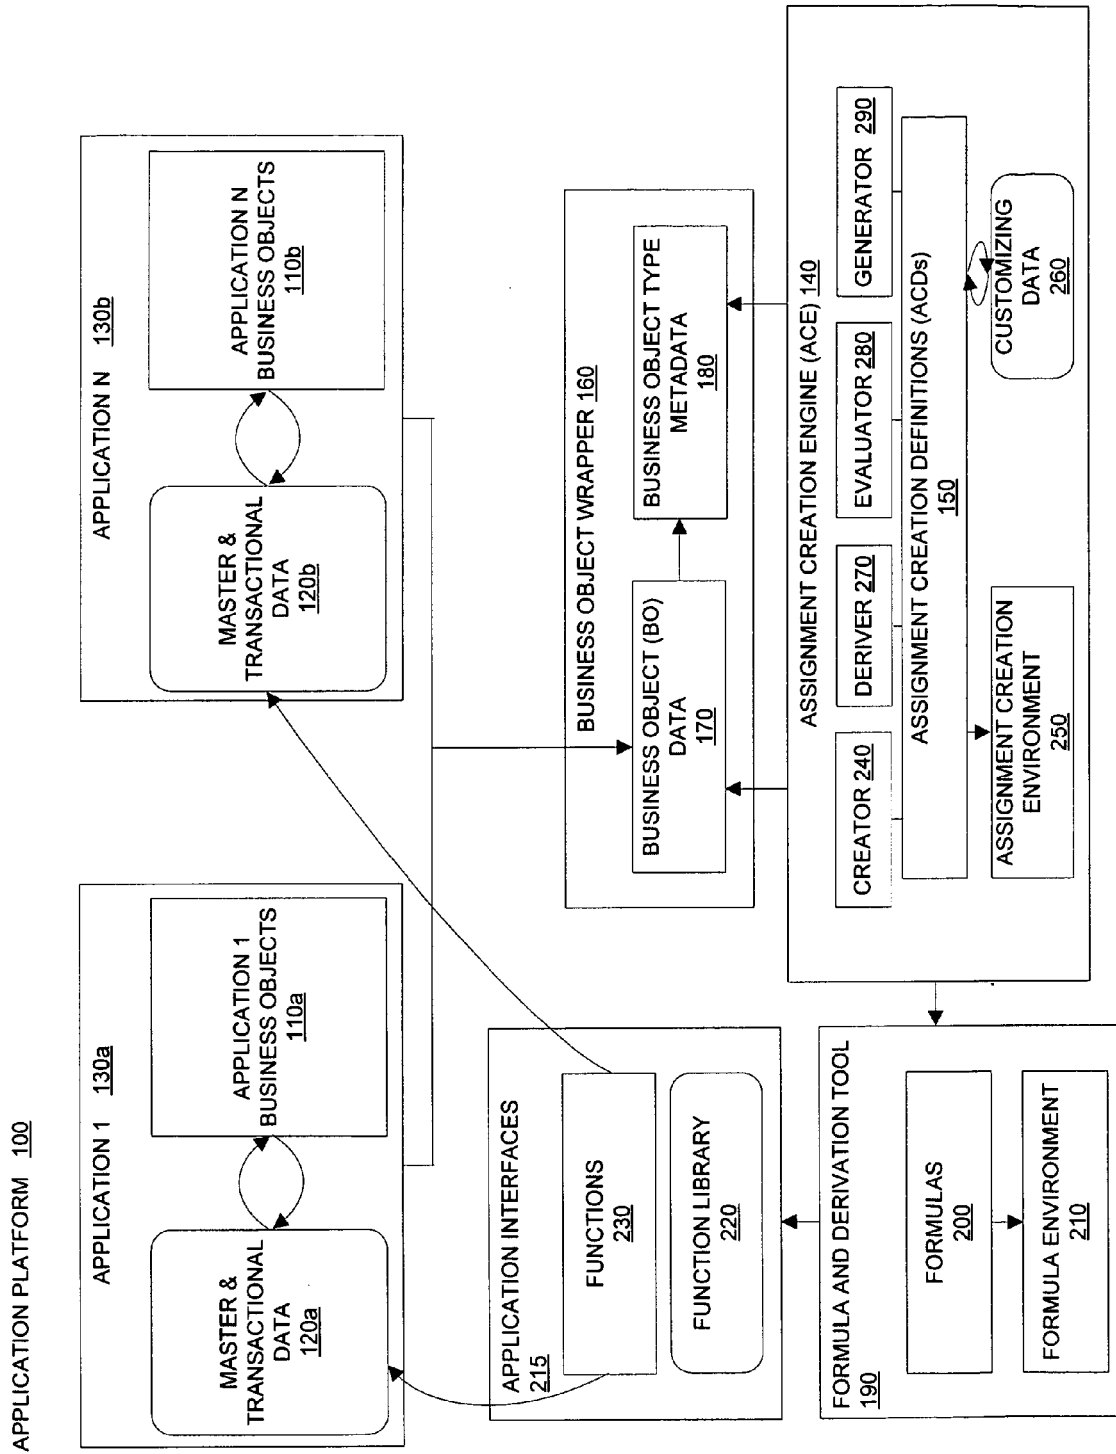 APPLICATION PLATFORM 100
APPLICATION 1 130a
MASTER &
TRANSACTIONAL
DATA
120a
APPLICATION 1
BUSINESS OBJECTS
110a
APPLICATION N 130b
MASTER &
TRANSACTIONAL
DATA
120b
APPLICATION N
BUSINESS OBJECTS
110b
APPLICATION INTERFACES
215
FUNCTIONS
230
FUNCTION LIBRARY
220
BUSINESS OBJECT WRAPPER 160
BUSINESS OBJECT (BO)
DATA
170
BUSINESS OBJECT TYPE
METADATA
180
FORMULA AND DERIVATION TOOL
190
FORMULAS
200
FORMULA ENVIRONMENT
210
ASSIGNMENT CREATION ENGINE (ACE) 140
CREATOR 240
DERIVER 270
EVALUATOR 280
GENERATOR 290
ASSIGNMENT CREATION DEFINITIONS (ACDs)
150
ASSIGNMENT CREATION
ENVIRONMENT
250
CUSTOMIZING
DATA
260